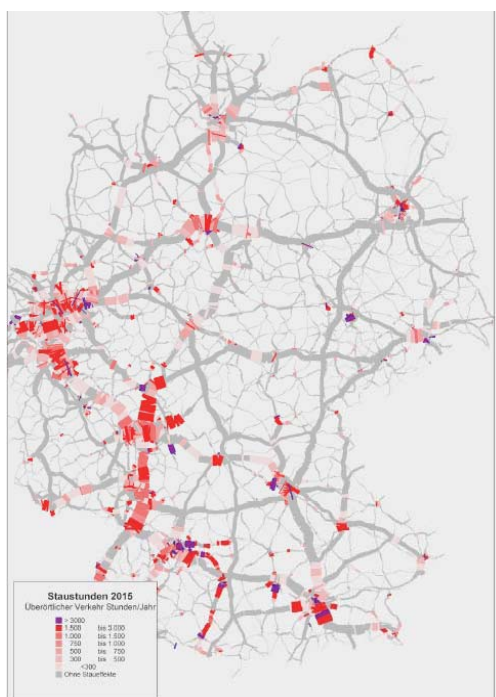 Staustunden 2015
Überörtlicher Verkehr Stunden/Jahr
> 3000
1.500 bis 3.000
1.000 bis 1.500
750 bis 1.000
500 bis 750
300 bis 500
<300
Ohne Staueffekte